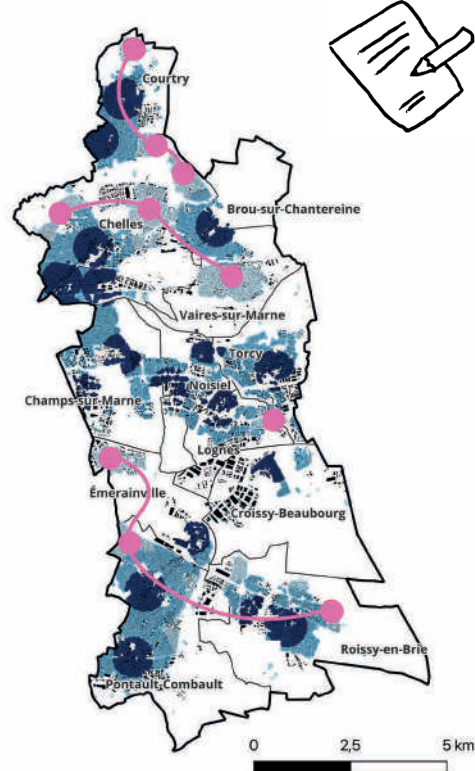 Courtry
Brou-sur-Chantereine
Chelles
Vaires-sur-Marne
Torcy
Noisiel
Champs-sur-Marne
Lognes
Émerainville
Croissy-Beaubourg
Roissy-en-Brie
Pontault-Combault
0 2,5 5 km